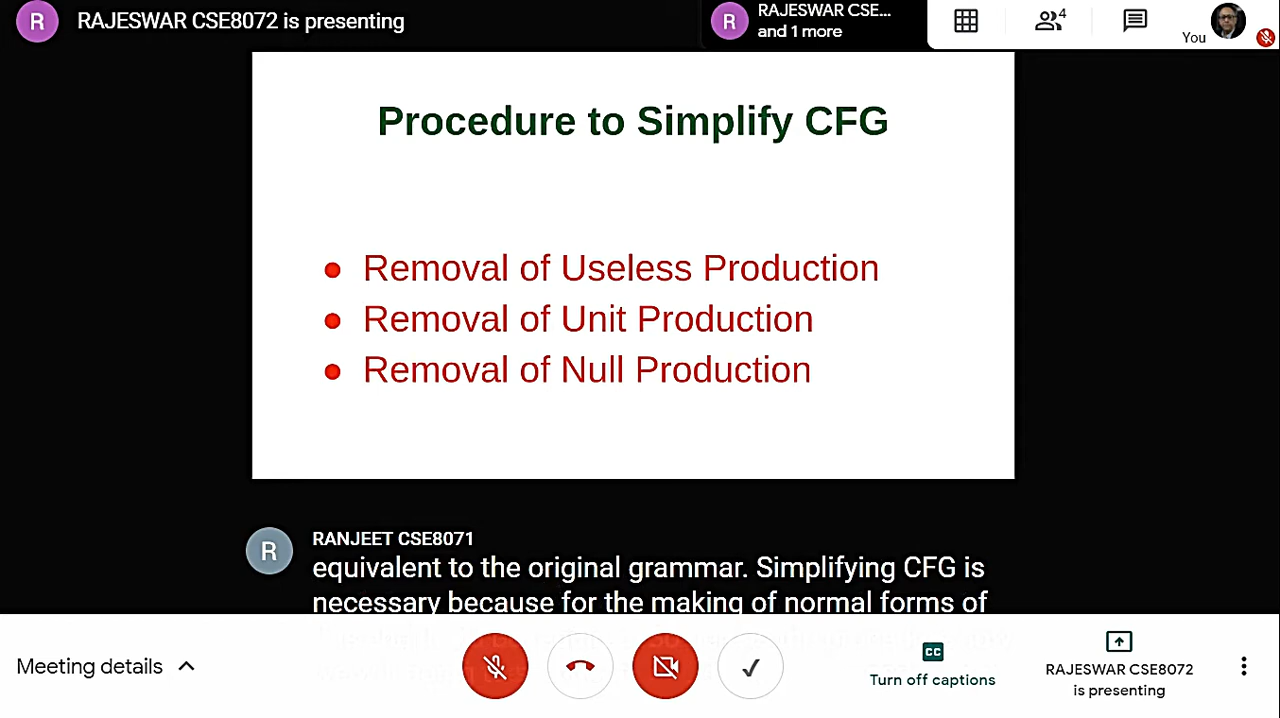 R RAJESWAR CSE8072 is presenting
R RAJESWAR CSE...
and 1 more
4
You
Procedure to Simplify CFG
Removal of Useless Production
Removal of Unit Production
Removal of Null Production
R RANJEET CSE8071
equivalent to the original grammar. Simplifying CFG is
necessary because for the making of normal forms of
Meeting details
CC
Turn off captions
RAJESWAR CSE8072
is presenting